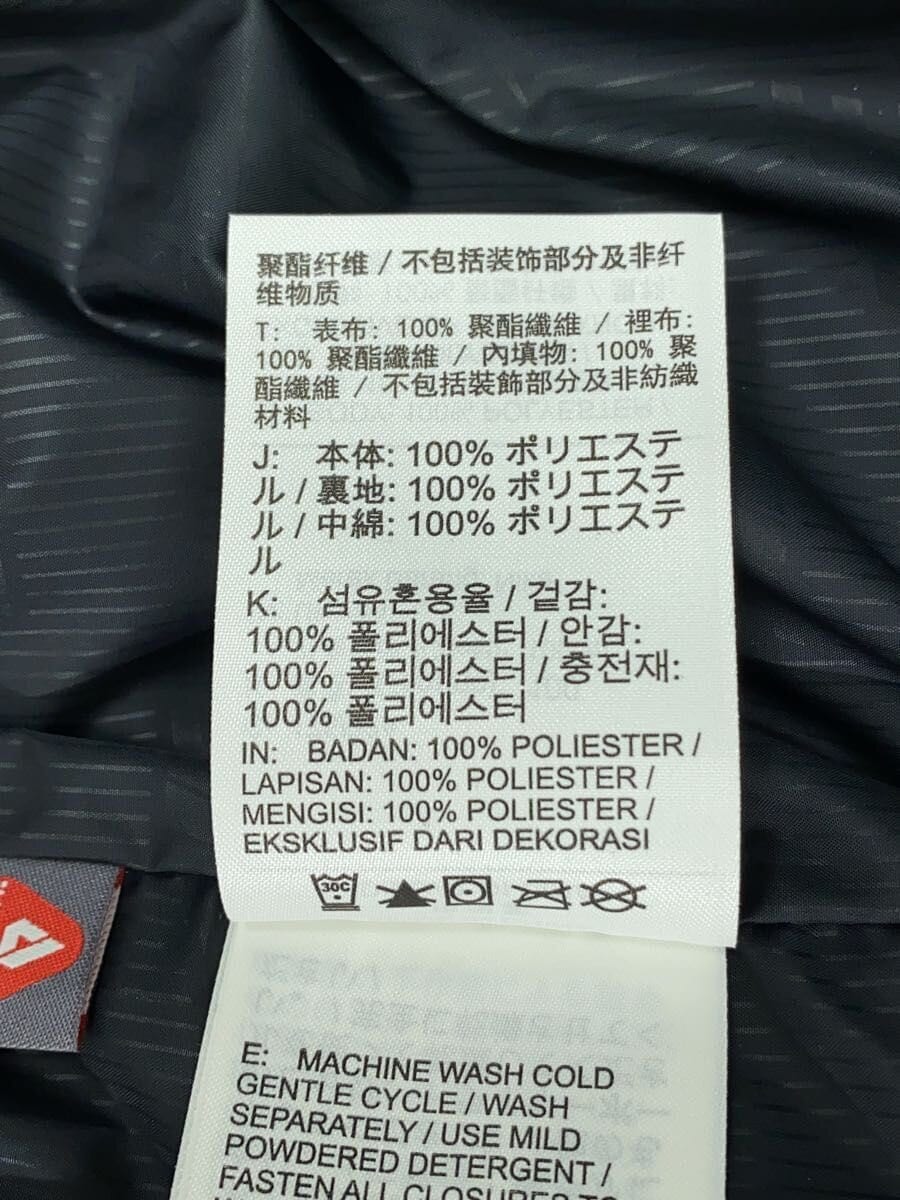 聚酯纤维 / 不包括装饰部分及非纤
维物质
T: 表布: 100% 聚酯纖維 / 裡布:
100% 聚酯纖維 / 內填物: 100% 聚
酯纖維 / 不包括裝飾部分及非紡織
材料
J: 本体: 100% ポリエステ
ル / 裏地: 100% ポリエステ
ル / 中綿: 100% ポリエステ
ル
K: 섬유혼용율 / 겉감:
100% 폴리에스터 / 안감:
100% 폴리에스터 / 충전재:
100% 폴리에스터
IN: BADAN: 100% POLIESTER /
LAPISAN: 100% POLIESTER /
MENGISI: 100% POLIESTER /
EKSKLUSIF DARI DEKORASI
30C
E: MACHINE WASH COLD
GENTLE CYCLE / WASH
SEPARATELY / USE MILD
POWDERED DETERGENT /
FASTEN ALL CLOSURES TO